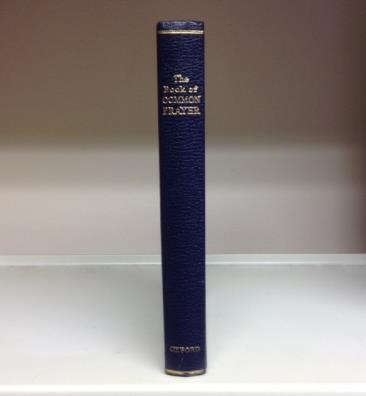 The
Book of
COMMON
PRAYER
OXFORD